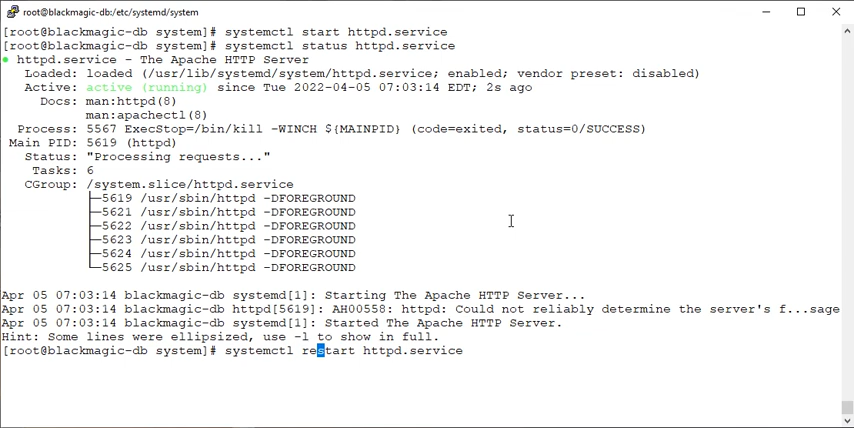 root@blackmagic-db:/etc/systemd/system
[root@blackmagic-db system]# systemctl start httpd.service
[root@blackmagic-db system]# systemctl status httpd.service
● httpd.service - The Apache HTTP Server
   Loaded: loaded (/usr/lib/systemd/system/httpd.service; enabled; vendor preset: disabled)
   Active: active (running) since Tue 2022-04-05 07:03:14 EDT; 2s ago
     Docs: man:httpd(8)
           man:apachectl(8)
  Process: 5567 ExecStop=/bin/kill -WINCH ${MAINPID} (code=exited, status=0/SUCCESS)
 Main PID: 5619 (httpd)
   Status: "Processing requests..."
    Tasks: 6
   CGroup: /system.slice/httpd.service
           ├─5619 /usr/sbin/httpd -DFOREGROUND
           ├─5621 /usr/sbin/httpd -DFOREGROUND
           ├─5622 /usr/sbin/httpd -DFOREGROUND
           ├─5623 /usr/sbin/httpd -DFOREGROUND
           ├─5624 /usr/sbin/httpd -DFOREGROUND
           └─5625 /usr/sbin/httpd -DFOREGROUND
Apr 05 07:03:14 blackmagic-db systemd[1]: Starting The Apache HTTP Server...
Apr 05 07:03:14 blackmagic-db httpd[5619]: AH00558: httpd: Could not reliably determine the server's f...sage
Apr 05 07:03:14 blackmagic-db systemd[1]: Started The Apache HTTP Server.
Hint: Some lines were ellipsized, use -l to show in full.
[root@blackmagic-db system]# systemctl restart httpd.service